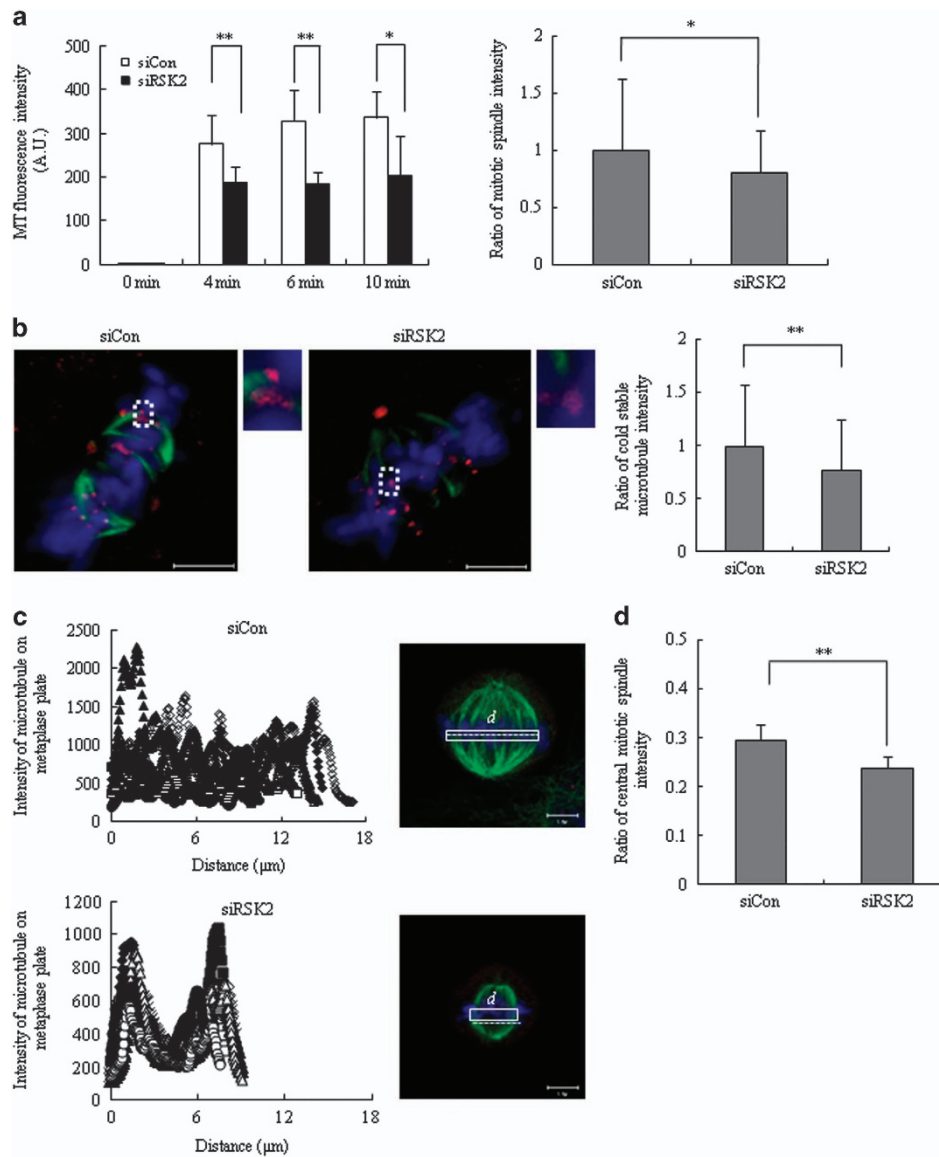 a
MT fluorescence intensity
(A.U.)
500
400
300
200
100
0
siCon
siRSK2
**
**
*
0 min
4 min
6 min
10 min
Ratio of mitotic spindle intensity
2
1.5
1
0.5
0
*
siCon
siRSK2
b
siCon
siRSK2
Ratio of cold stable
microtubule intensity
2
1.5
1
0.5
0
**
siCon
siRSK2
c
siCon
Intensity of microtubule on
metaplase plate
2500
2000
1500
1000
500
0
0
6
12
18
Distance (μm)
d
siRSK2
Intensity of microtubule on
metaphase plate
1200
1000
800
600
400
200
0
0
6
12
18
Distance (μm)
d
d
Ratio of central mitotic spindle
intensity
0.5
0.4
0.3
0.2
0.1
0
**
siCon
siRSK2